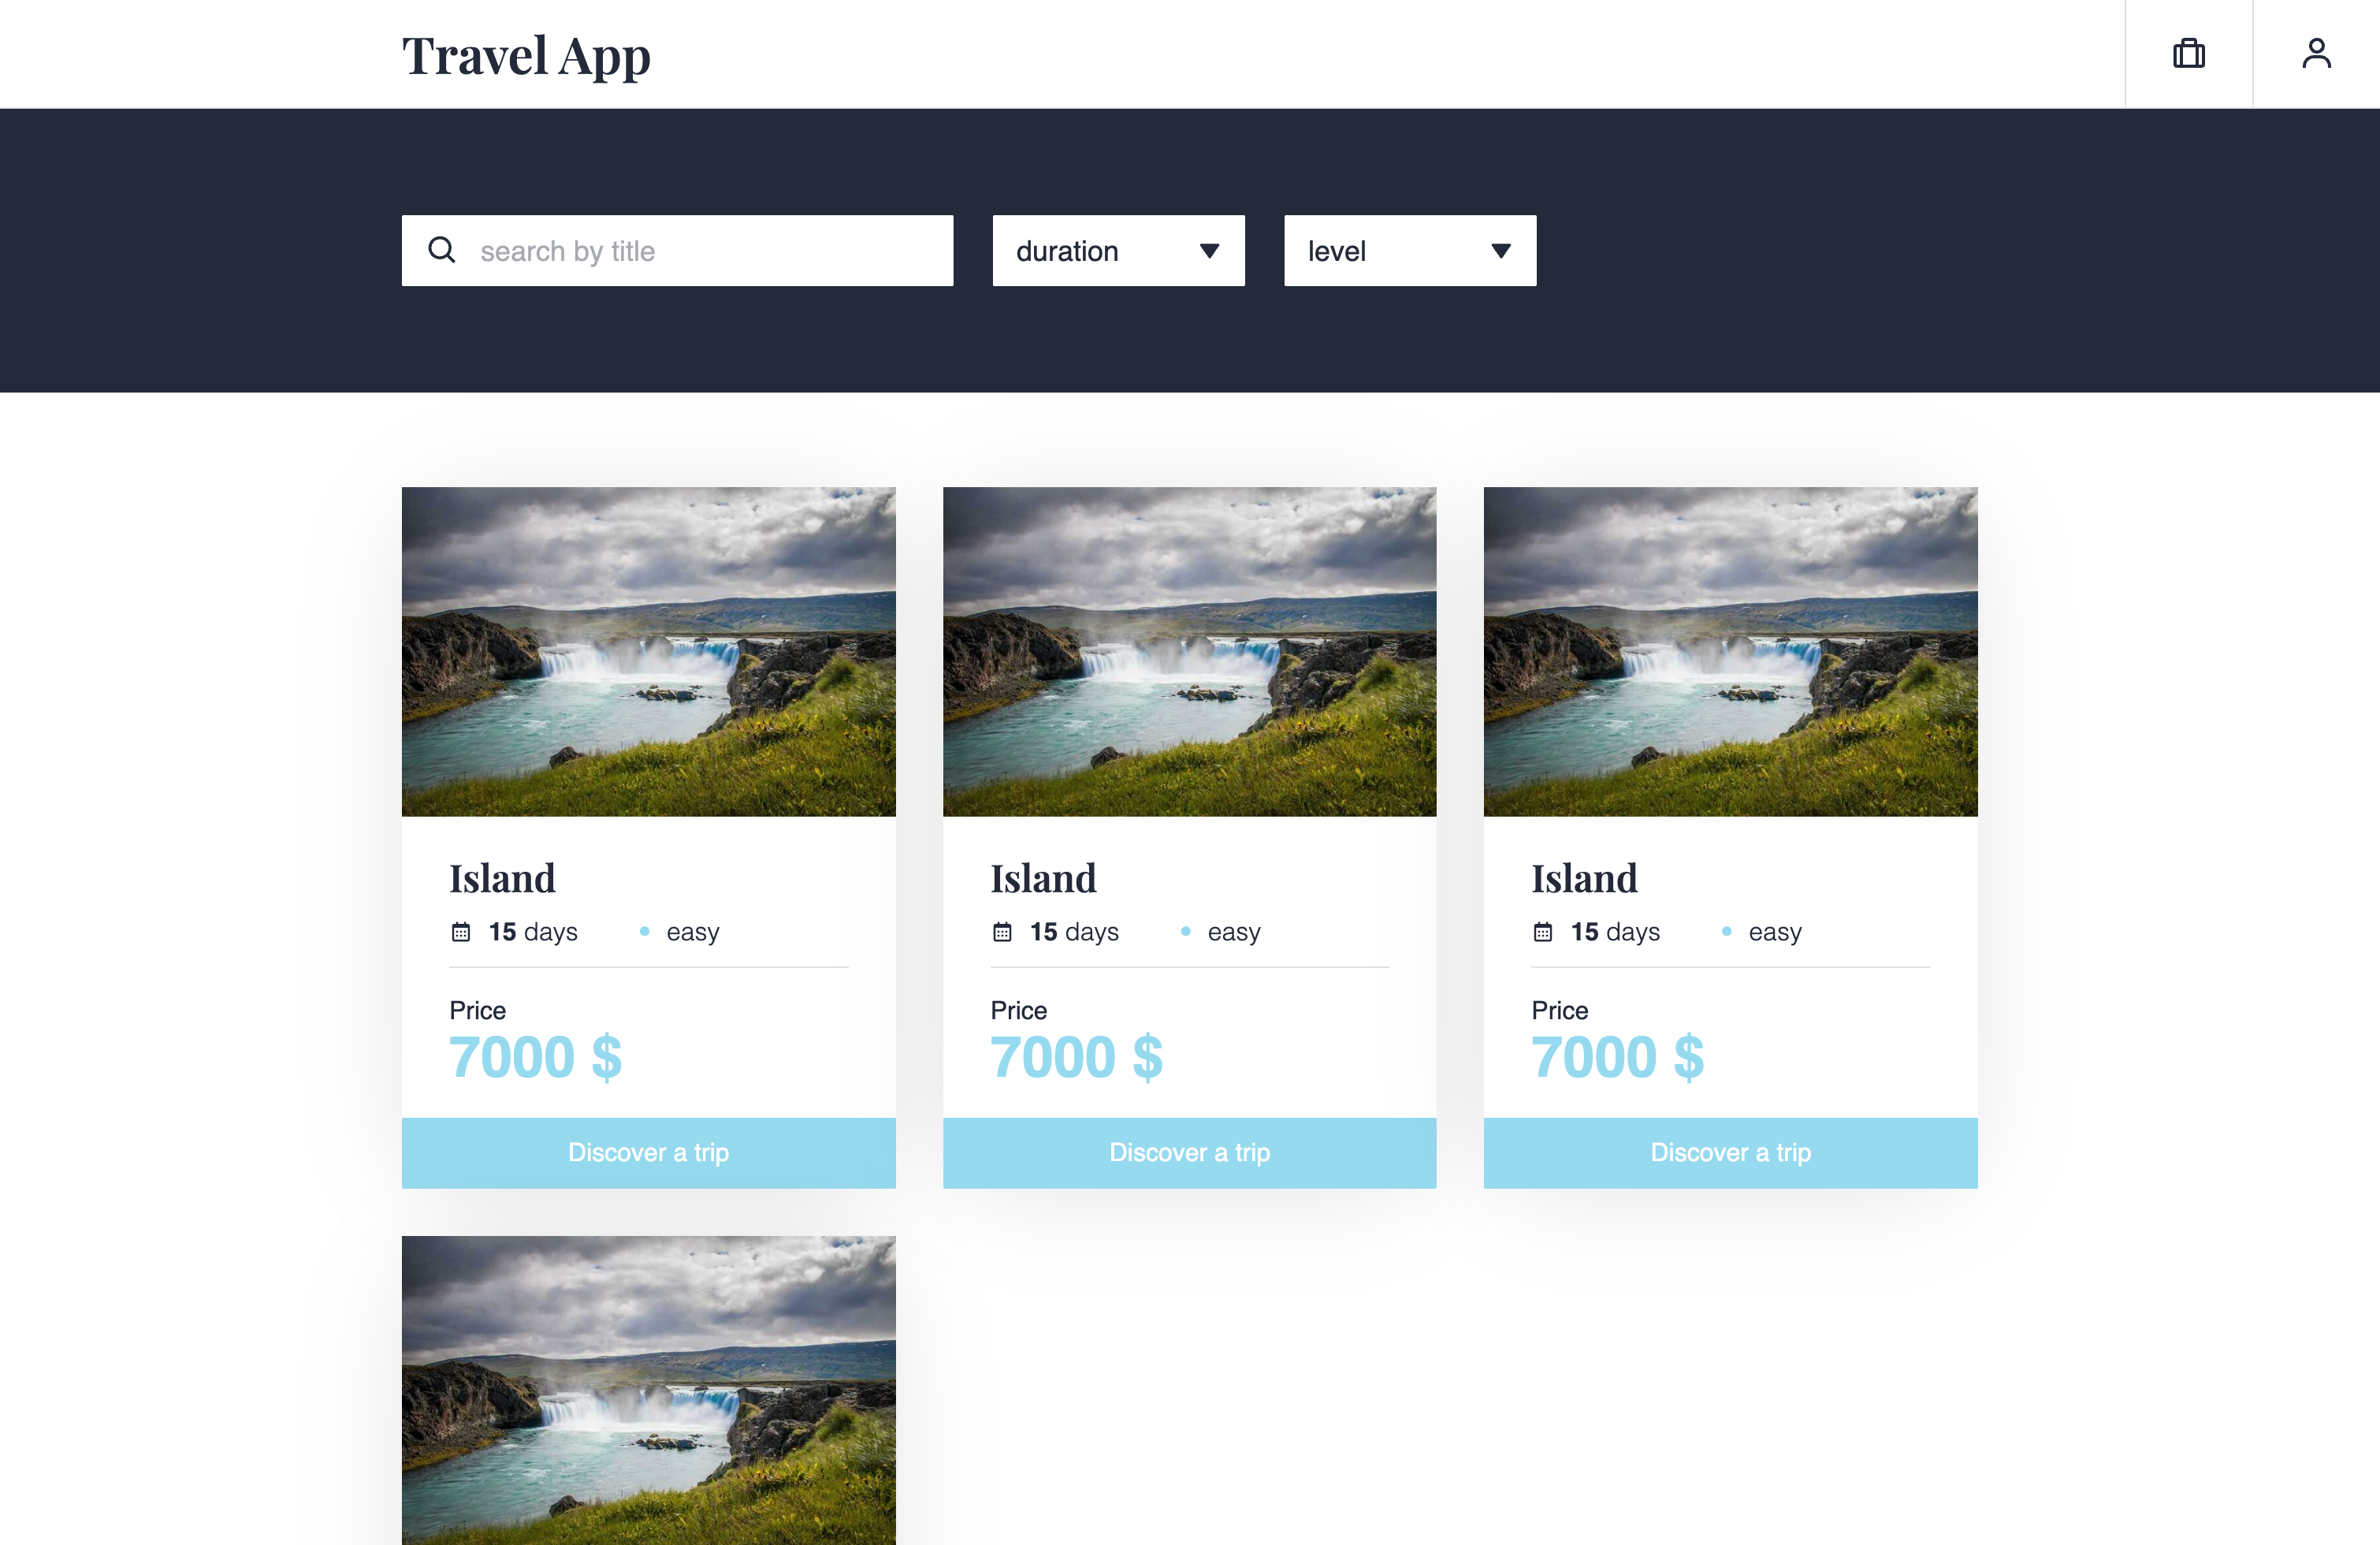 Travel App
search by title
duration
level
Island
15 days
easy
Price
7000 $
Discover a trip
Island
15 days
easy
Price
7000 $
Discover a trip
Island
15 days
easy
Price
7000 $
Discover a trip